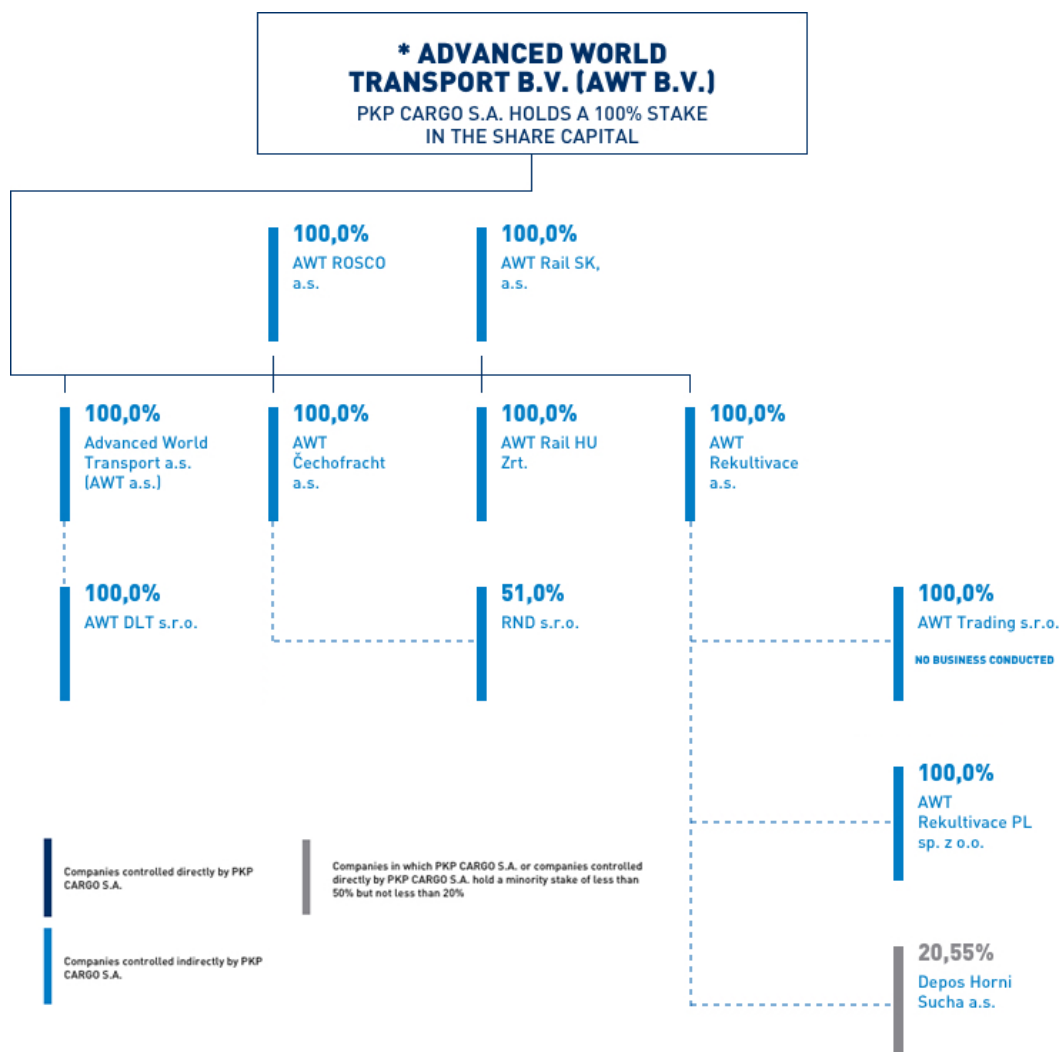 * ADVANCED WORLD
TRANSPORT B.V. (AWT B.V.)
PKP CARGO S.A. HOLDS A 100% STAKE
IN THE SHARE CAPITAL
100,0%
AWT ROSCO
a.s.
100,0%
AWT Rail SK,
a.s.
100,0%
Advanced World
Transport a.s.
(AWT a.s.)
100,0%
AWT
Čechofracht
a.s.
100,0%
AWT Rail HU
Zrt.
100,0%
AWT
Rekultivace
a.s.
100,0%
AWT DLT s.r.o.
51,0%
RND s.r.o.
100,0%
AWT Trading s.r.o.
NO BUSINESS CONDUCTED
100,0%
AWT
Rekultivace PL
sp. z o.o.
20,55%
Depos Horni
Sucha a.s.
Companies controlled directly by PKP
CARGO S.A.
Companies in which PKP CARGO S.A. or companies controlled
directly by PKP CARGO S.A. hold a minority stake of less than
50% but not less than 20%
Companies controlled indirectly by PKP
CARGO S.A.